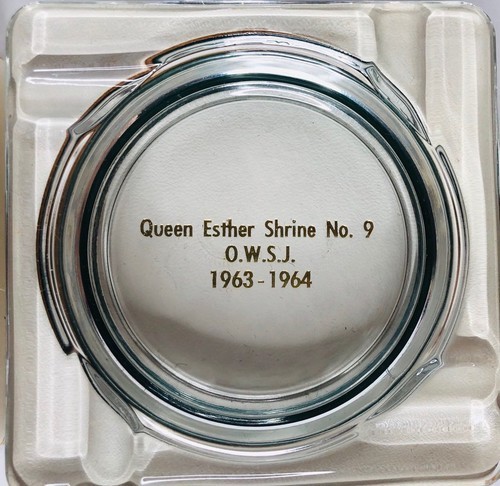 Queen Esther Shrine No. 9
O.W.S.J.
1963-1964